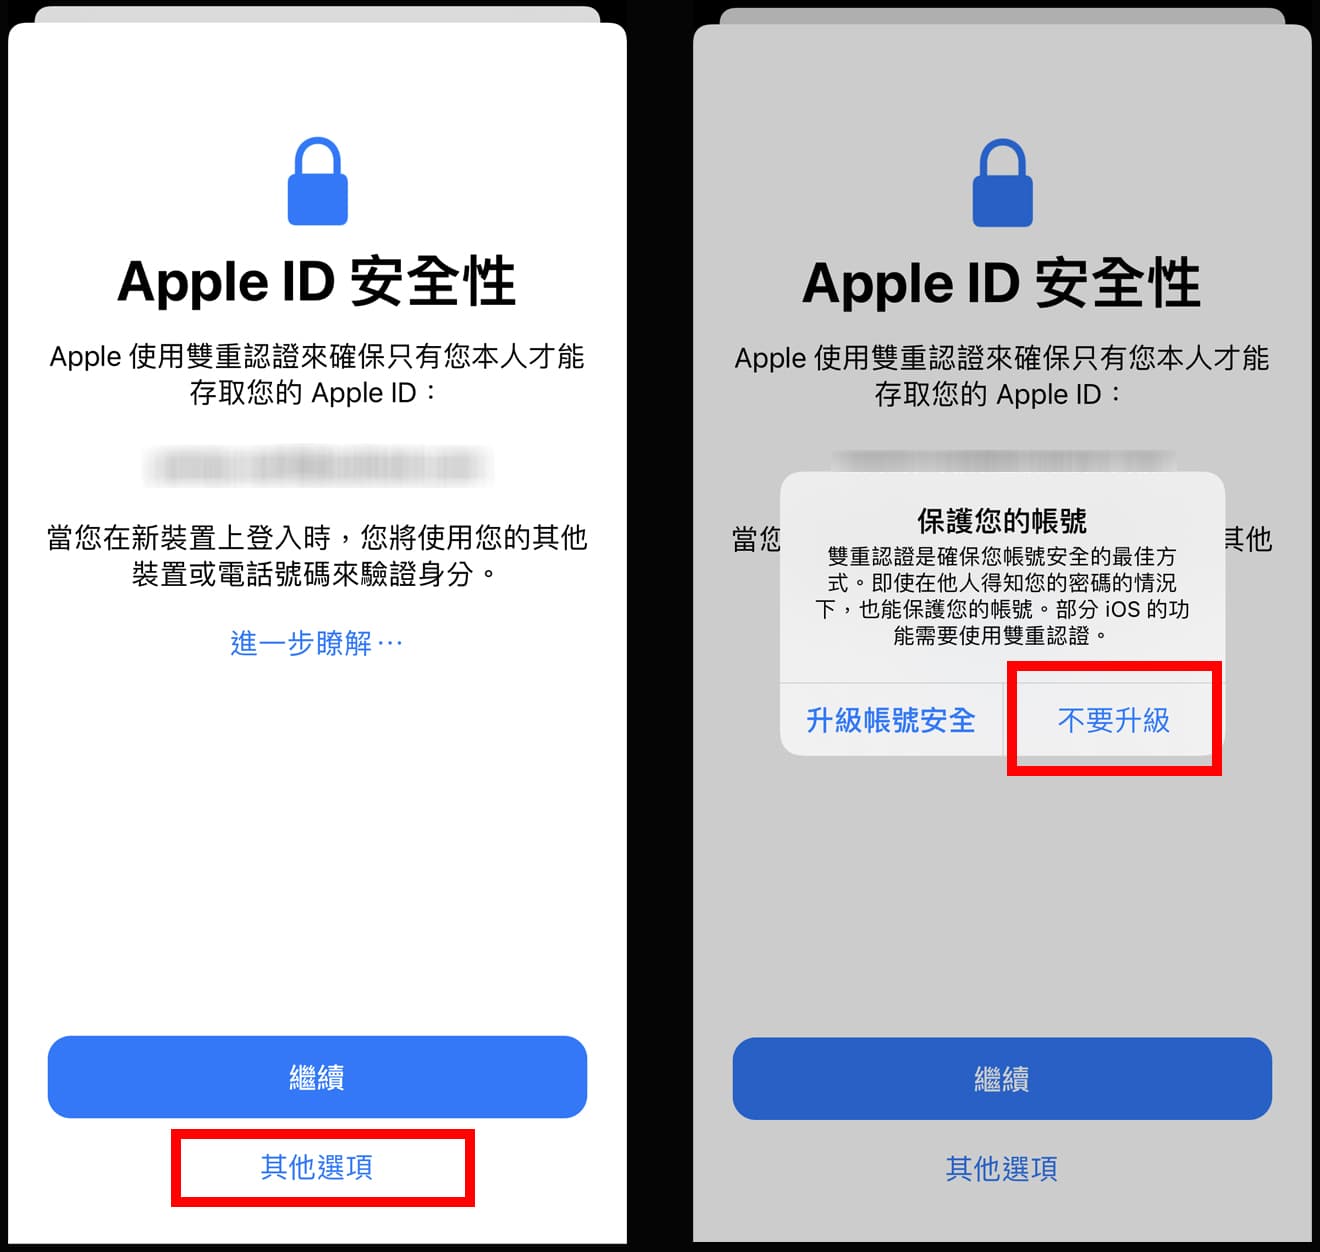 Apple ID 安全性
Apple 使用雙重認證來確保只有您本人才能
存取您的 Apple ID：
當您在新裝置上登入時，您將使用您的其他
裝置或電話號碼來驗證身分。
進一步瞭解⋯
繼續
其他選項
Apple ID 安全性
Apple 使用雙重認證來確保只有您本人才能
存取您的 Apple ID：
當您
其他
保護您的帳號
雙重認證是確保您帳號安全的最佳方
式。即使在他人得知您的密碼的情況
下，也能保護您的帳號。部分 iOS 的功
能需要使用雙重認證。
升級帳號安全
不要升級
繼續
其他選項